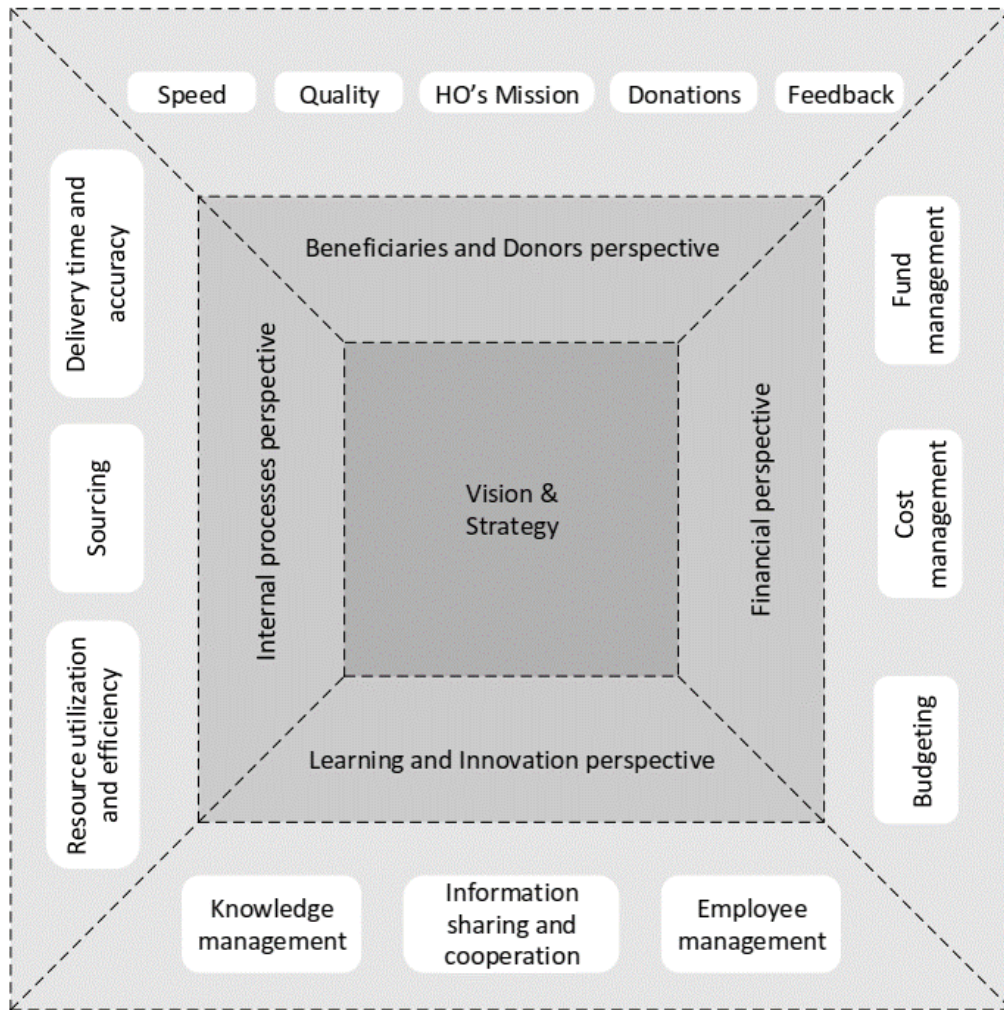 Speed
Quality
HO's Mission
Donations
Feedback
Delivery time and
accuracy
Sourcing
Resource utilization
and efficiency
Beneficiaries and Donors perspective
Internal processes perspective
Vision &
Strategy
Financial perspective
Learning and Innovation perspective
Fund
management
Cost
management
Budgeting
Knowledge
management
Information
sharing and
cooperation
Employee
management